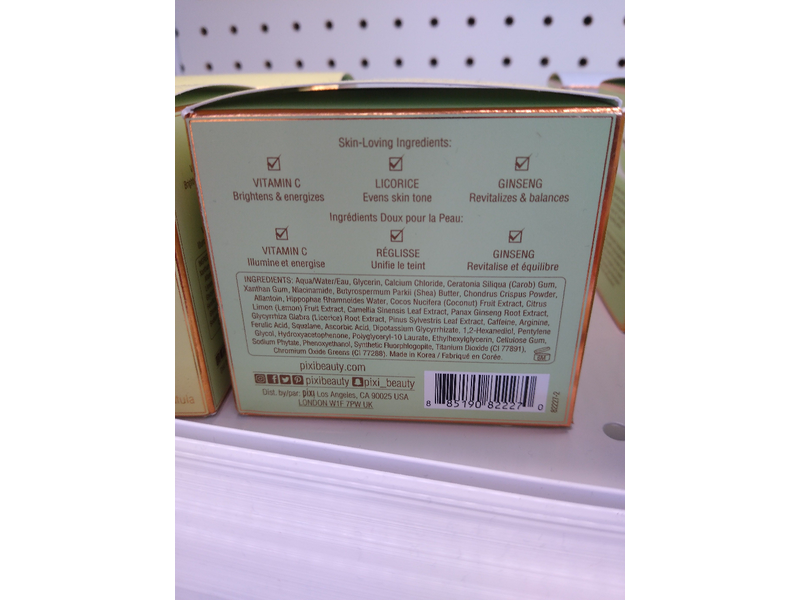 Skin-Loving Ingredients:
VITAMIN C
Brightens & energizes
LICORICE
Evens skin tone
GINSENG
Revitalizes & balances
Ingrédients Doux pour la Peau:
VITAMIN C
Illumine et energise
RÉGLISSE
Unifie le teint
GINSENG
Revitalise et équilibre
INGREDIENTS: Aqua/Water/Eau, Glycerin, Calcium Chloride, Ceratonia Siliqua (Carob) Gum,
Xanthan Gum, Niacinamide, Butyrospermum Parkii (Shea) Butter, Chondrus Crispus Powder,
Allantoin, Hippophae Rhamneides Water, Cocos Nucifera (Coconut) Fruit Extract, Citrus
Limon (Lemon) Fruit Extract, Camellia Sinensis Leaf Extract, Panax Ginseng Root Extract,
Glycyrrhiza Glabra (Licorice) Root Extract, Pinus Sylvestris Leaf Extract, Caffeine, Arginine,
Ferulic Acid, Squalane, Ascorbic Acid, Dipotassium Glycyrrhizate, 1,2-Hexanediol, Pentylene
Glycol, Hydroxyacetophenone, Polyglyceryl-10 Laurate, Ethylhexylglycerin, Cellulose Gum,
Sodium Phytate, Phenoxyethanol, Synthetic Fluorphlogopite, Titanium Dioxide (CI 77891),
Chromium Oxide Greens (CI 77288). Made in Korea / Fabriqué en Corée.
pixibeauty.com
pixibeauty pixi_beauty
Dist. by/par: pixi Los Angeles, CA 90025 USA
LONDON W1F 7PW UK
8 85190 82227 0
82227-2